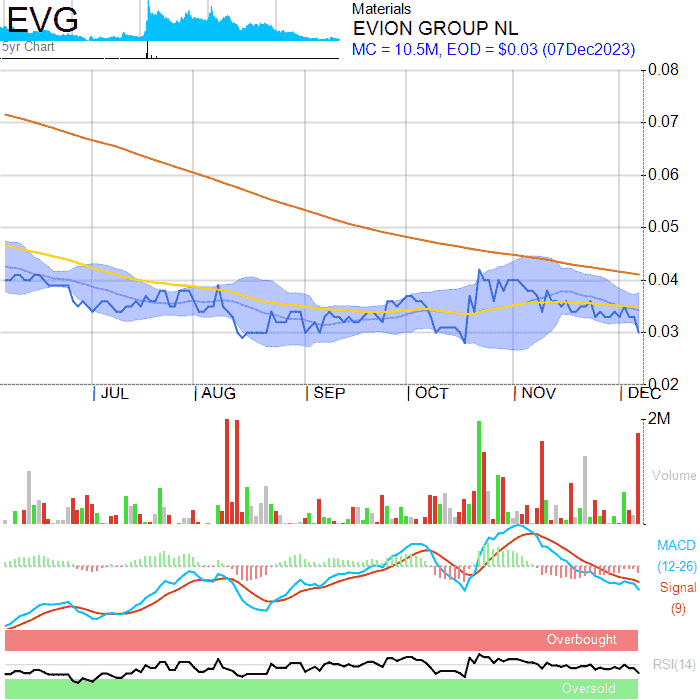 EVG
5yr Chart
Materials
EVION GROUP NL
MC = 10.5M, EOD = $0.03 (07Dec2023)
0.08
0.07
0.06
0.05
0.04
0.03
0.02
JUL AUG SEP OCT NOV DEC
2M
Volume
MACD
(12-26)
Signal
(9)
Overbought
RSI(14)
Oversold